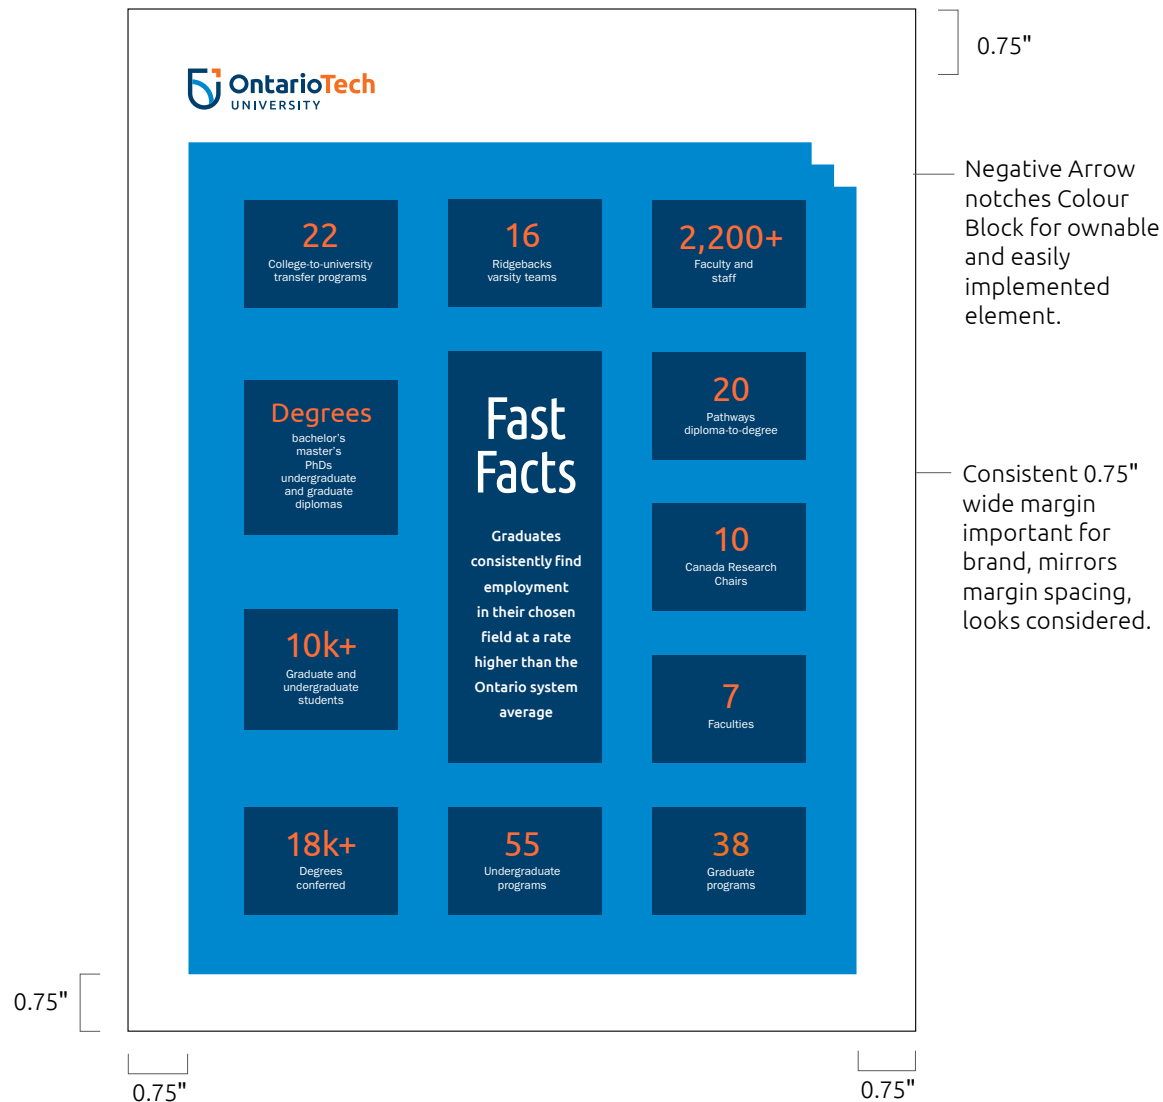 0.75"
OntarioTech
UNIVERSITY
Negative Arrow
notches Colour
Block for ownable
and easily
implemented
element.
22
College-to-university
transfer programs
16
Ridgebacks
varsity teams
2,200+
Faculty and
staff
Degrees
bachelor's
master's
PhDs
undergraduate
and graduate
diplomas
Fast
Facts
Graduates
consistently find
employment
in their chosen
field at a rate
higher than the
Ontario system
average
20
Pathways
diploma-to-degree
10
Canada Research
Chairs
Consistent 0.75"
wide margin
important for
brand, mirrors
margin spacing,
looks considered.
10k+
Graduate and
undergraduate
students
7
Faculties
18k+
Degrees
conferred
55
Undergraduate
programs
38
Graduate
programs
0.75"
0.75"
0.75"